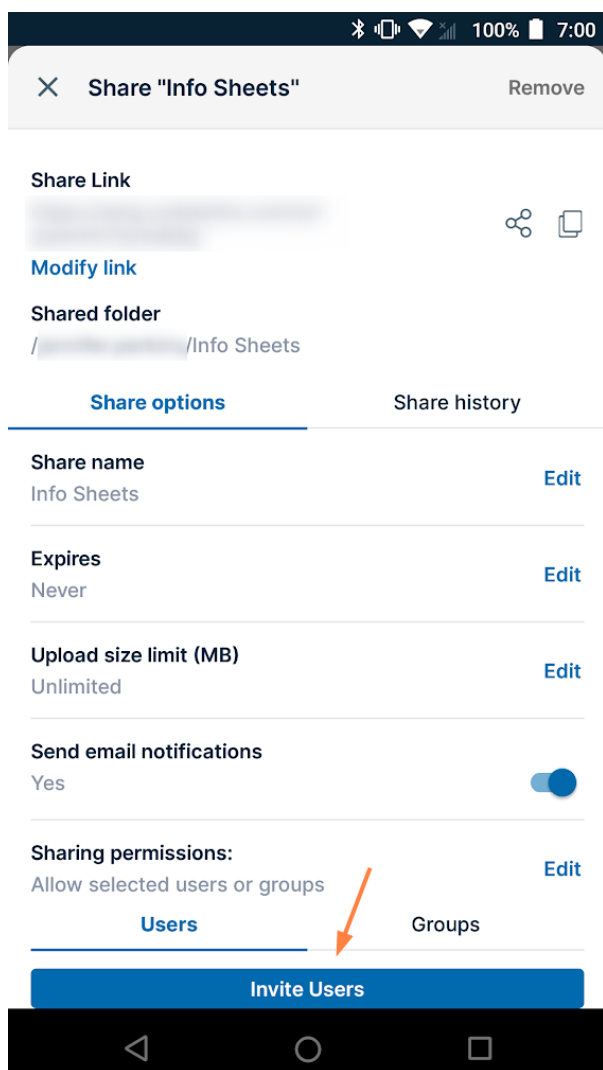 100% 7:00
Share "Info Sheets" Remove
Share Link
Modify link
Shared folder
/ /Info Sheets
Share options Share history
Share name
Edit
Info Sheets
Expires
Edit
Never
Upload size limit (MB)
Edit
Unlimited
Send email notifications
Yes
Sharing permissions:
Edit
Allow selected users or groups
Users Groups
Invite Users